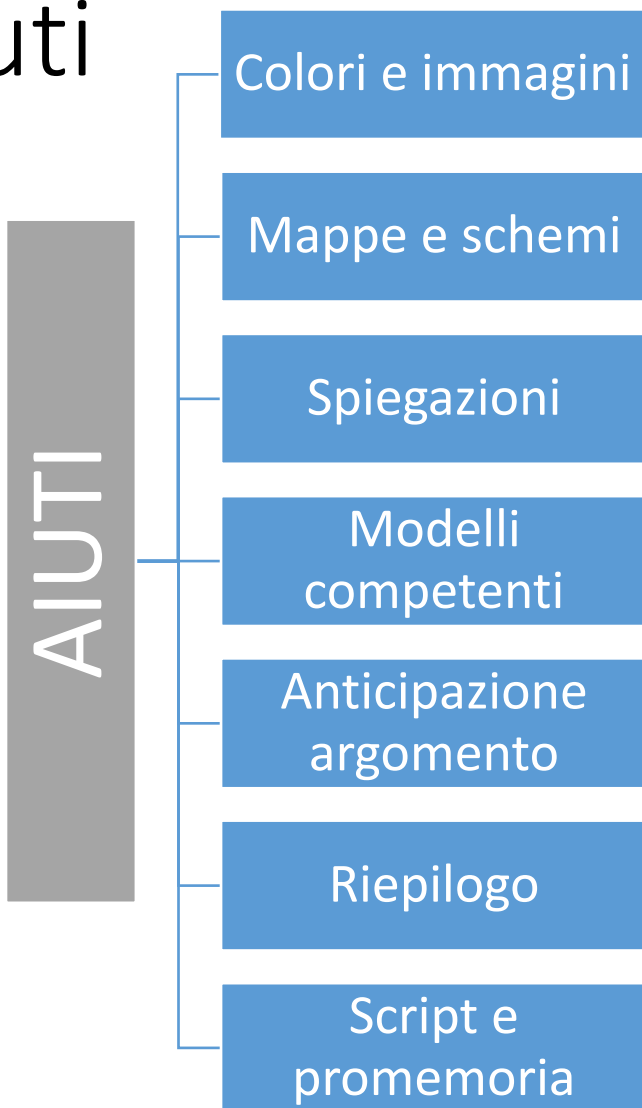 uti
Colori e immagini
Mappe e schemi
Spiegazioni
AIUTI
Modelli
competenti
Anticipazione
argomento
Riepilogo
Script e
promemoria